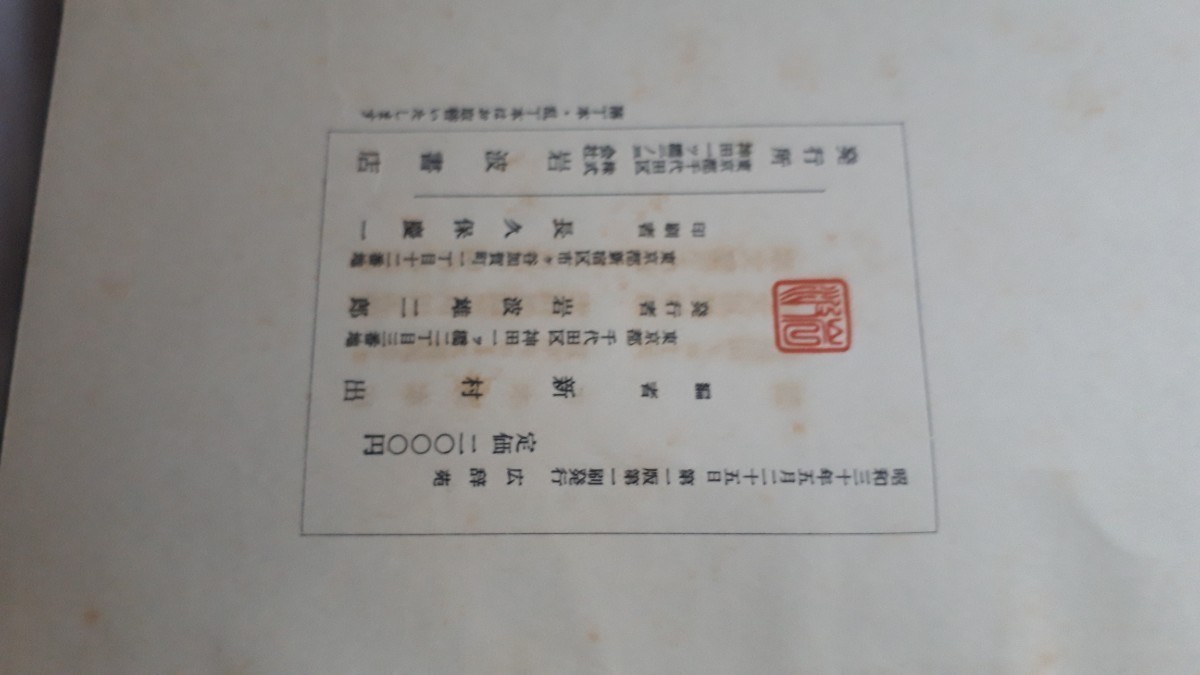 昭和三十年五月二十五日 第一版第一刷発行 広辞苑
定価二〇〇〇円
編者 新村出
東京都千代田区神田一ッ橋二丁目三番地
発行者 岩波雄二郎
東京都新宿区市ヶ谷加賀町一丁目十二番地
印刷者 長久保慶一
発行所 東京都千代田区神田一ッ橋二ノ三 株式会社 岩波書店
落丁本・乱丁本はお取替いたします